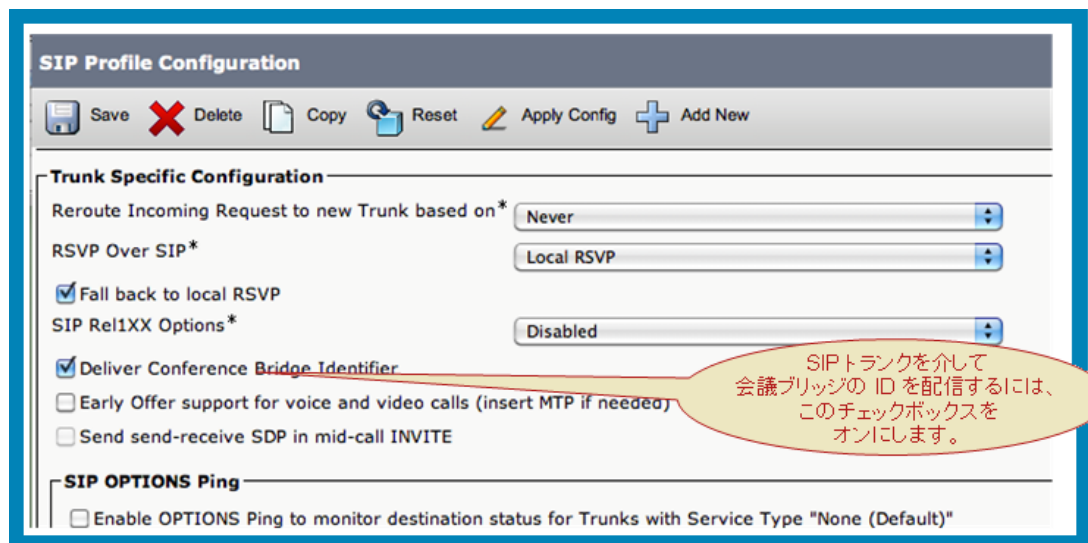 SIP Profile Configuration
Save Delete Copy Reset Apply Config Add New
Trunk Specific Configuration
Reroute Incoming Request to new Trunk based on* Never
RSVP Over SIP* Local RSVP
Fall back to local RSVP
SIP Rel1XX Options* Disabled
Deliver Conference Bridge Identifier
SIPトランクを介して
会議ブリッジの ID を配信するには、
このチェックボックスを
オンにします。
Early Offer support for voice and video calls (insert MTP if needed)
Send send-receive SDP in mid-call INVITE
SIP OPTIONS Ping
Enable OPTIONS Ping to monitor destination status for Trunks with Service Type "None (Default)"